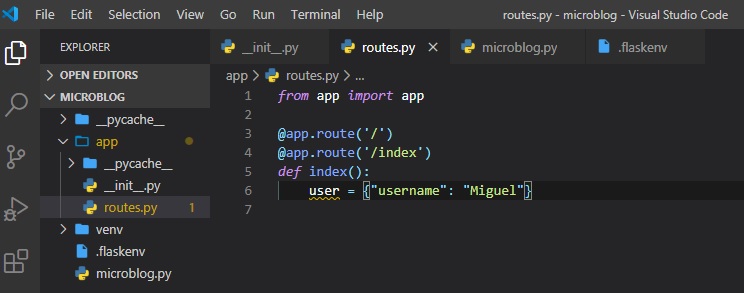 File Edit Selection View Go Run Terminal Help routes.py - microblog - Visual Studio Code
EXPLORER
OPEN EDITORS
MICROBLOG
__pycache__
app
__pycache__
__init__.py
routes.py 1
venv
.flaskenv
microblog.py
__init__.py routes.py microblog.py .flaskenv
app > routes.py > ...
1 from app import app
2
3 @app.route('/')
4 @app.route('/index')
5 def index():
6 user = {"username": "Miguel"}
7